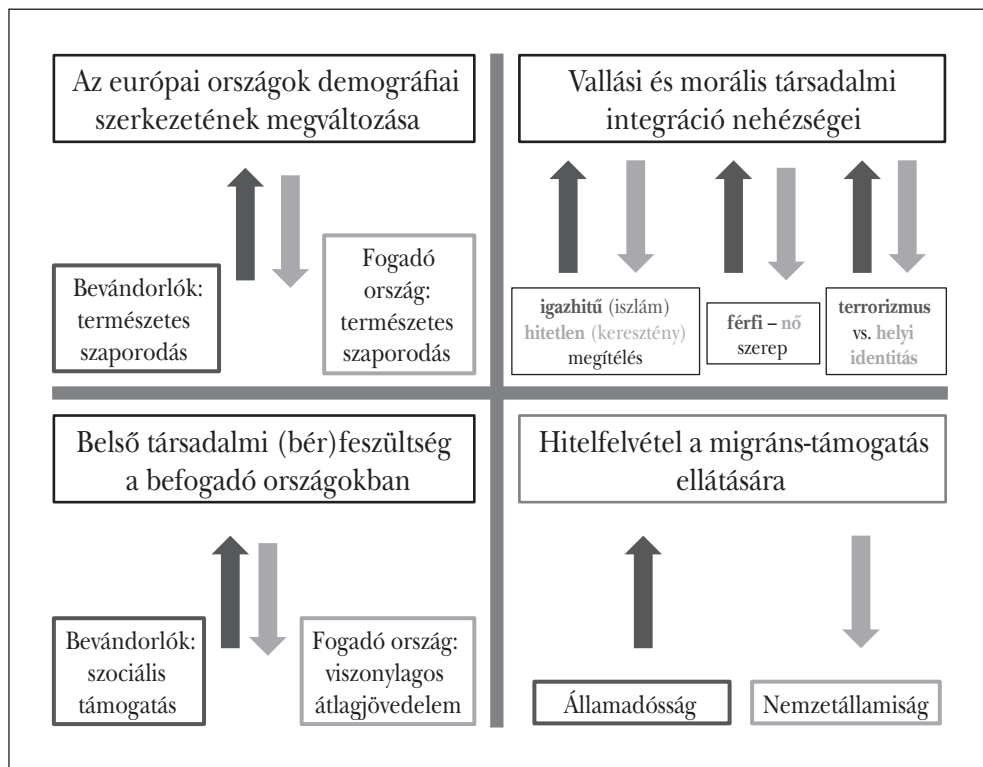 Az európai országok demográfiai
szerkezetének megváltozása
Bevándorlók:
természetes
szaporodás
Fogadó
ország:
természetes
szaporodás
Vallási és morális társadalmi
integráció nehézségei
igazhitű (iszlám)
hitetlen (keresztény)
megítélés
férfi – nő
szerep
terrorizmus
vs. helyi
identitás
Belső társadalmi (bér)feszültség
a befogadó országokban
Bevándorlók:
szociális
támogatás
Fogadó ország:
viszonylagos
átlagjövedelem
Hitelfelvétel a migráns-támogatás
ellátására
Államadósság
Nemzetállamiság